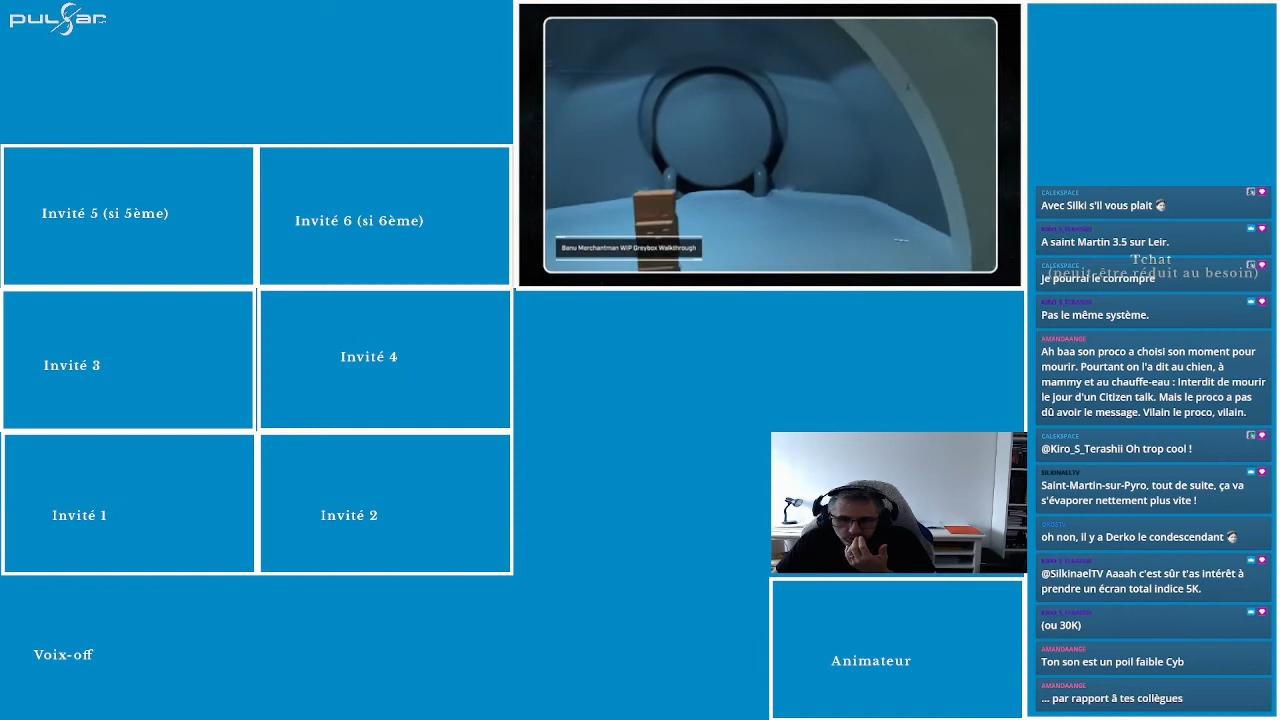 pulsar
Invité 5 (si 5ème)
Invité 6 (si 6ème)
Invité 3
Invité 4
Invité 1
Invité 2
Voix-off
Banu Merchantman WIP Greybox Walkthrough
Animateur
CALEKSPACE
Avec Silki s'il vous plait
KIRO_S_TERASHII
A saint Martin 3.5 sur Leir.
Tchat
(peuit-être réduit au besoin)
CALEKSPACE
Je pourrai le corrompre
KIRO_S_TERASHII
Pas le même système.
AMANDAANGE
Ah baa son proco a choisi son moment pour
mourir. Pourtant on l'a dit au chien, à
mammy et au chauffe-eau : Interdit de mourir
le jour d'un Citizen talk. Mais le proco a pas
dû avoir le message. Vilain le proco, vilain.
CALEKSPACE
@Kiro_S_Terashii Oh trop cool !
SILKINAELTV
Saint-Martin-sur-Pyro, tout de suite, ça va
s'évaporer nettement plus vite !
oh non, il y a Derko le condescendant
KIRO_S_TERASHII
@SilkinaelTV Aaaah c'est sûr t'as intérêt à
prendre un écran total indice 5K.
KIRO_S_TERASHII
(ou 30K)
AMANDAANGE
Ton son est un poil faible Cyb
AMANDAANGE
... par rapport â tes collègues